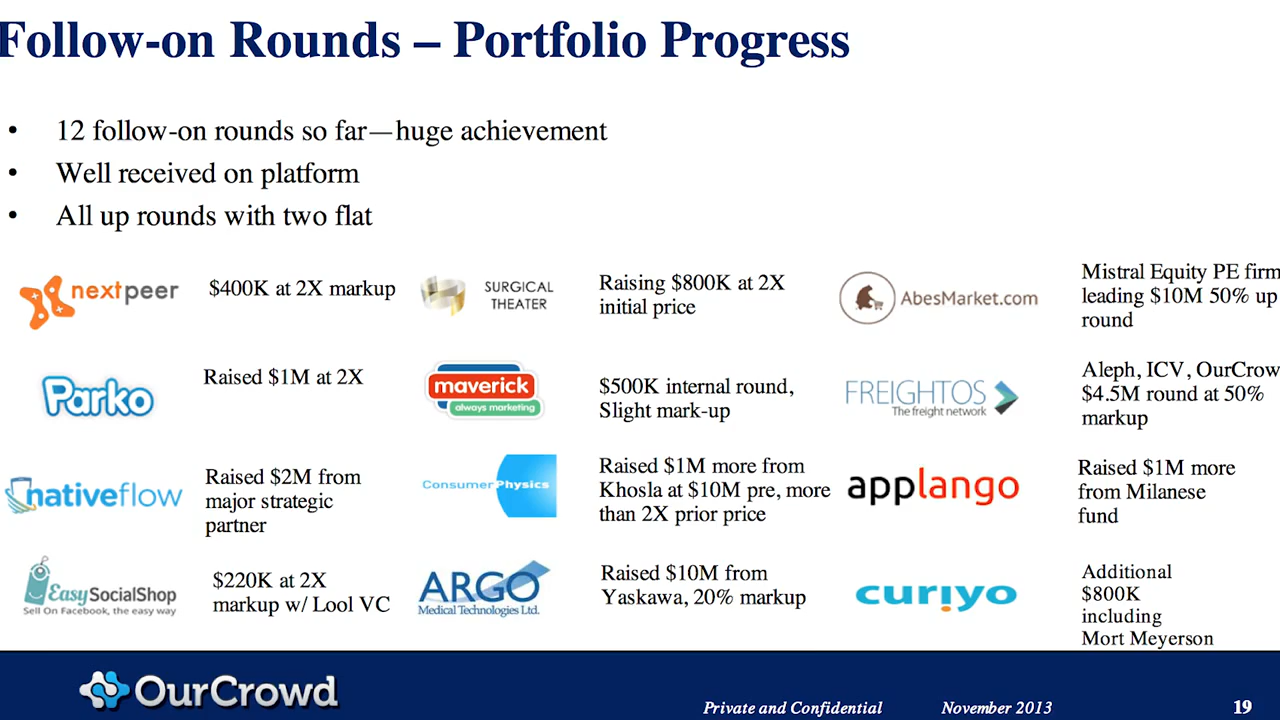 Follow-on Rounds – Portfolio Progress
• 12 follow-on rounds so far—huge achievement
• Well received on platform
• All up rounds with two flat
nextpeer
$400K at 2X markup
SURGICAL
THEATER
Raising $800K at 2X
initial price
AbesMarket.com
Mistral Equity PE firm
leading $10M 50% up
round
Parko
Raised $1M at 2X
maverick
always marketing
$500K internal round,
Slight mark-up
FREIGHTOS
The freight network
Aleph, ICV, OurCrow
$4.5M round at 50%
markup
nativeflow
Raised $2M from
major strategic
partner
ConsumerPhysics
Raised $1M more from
Khosla at $10M pre, more
than 2X prior price
applango
Raised $1M more
from Milanese
fund
EasySocialShop
Sell On Facebook, the easy way
$220K at 2X
markup w/ Lool VC
ARGO
Medical Technologies Ltd.
Raised $10M from
Yaskawa, 20% markup
curiyo
Additional
$800K
including
Mort Meyerson
OurCrowd
Private and Confidential November 2013 19